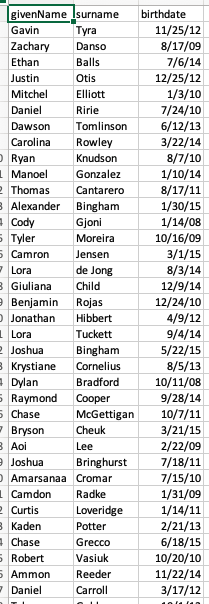 givenName surname birthdate
Gavin Tyra 11/25/12
Zachary Danso 8/17/09
Ethan Balls 7/6/14
Justin Otis 12/25/12
Mitchel Elliott 1/3/10
Daniel Ririe 7/24/10
Dawson Tomlinson 6/12/13
Carolina Rowley 3/22/14
Ryan Knudson 8/7/10
Manoel Gonzalez 1/10/14
Thomas Cantarero 8/17/11
Alexander Bingham 1/30/15
Cody Gjoni 1/14/08
Tyler Moreira 10/16/09
Camron Jensen 3/1/15
Lora de Jong 8/3/14
Giuliana Child 12/9/14
Benjamin Rojas 12/24/10
Jonathan Hibbert 4/9/12
Lora Tuckett 9/4/14
Joshua Bingham 5/22/15
Krystiane Cornelius 8/5/13
Dylan Bradford 10/11/08
Raymond Cooper 9/28/14
Chase McGettigan 10/7/11
Bryson Cheuk 3/21/15
Aoi Lee 2/22/09
Joshua Bringhurst 7/18/11
Amarsanaa Cromar 7/15/10
Camdon Radke 1/31/09
Curtis Loveridge 1/14/11
Kaden Potter 2/21/13
Chase Grecco 6/18/15
Robert Vasiuk 10/20/10
Ammon Reeder 11/22/14
Daniel Carroll 3/17/12